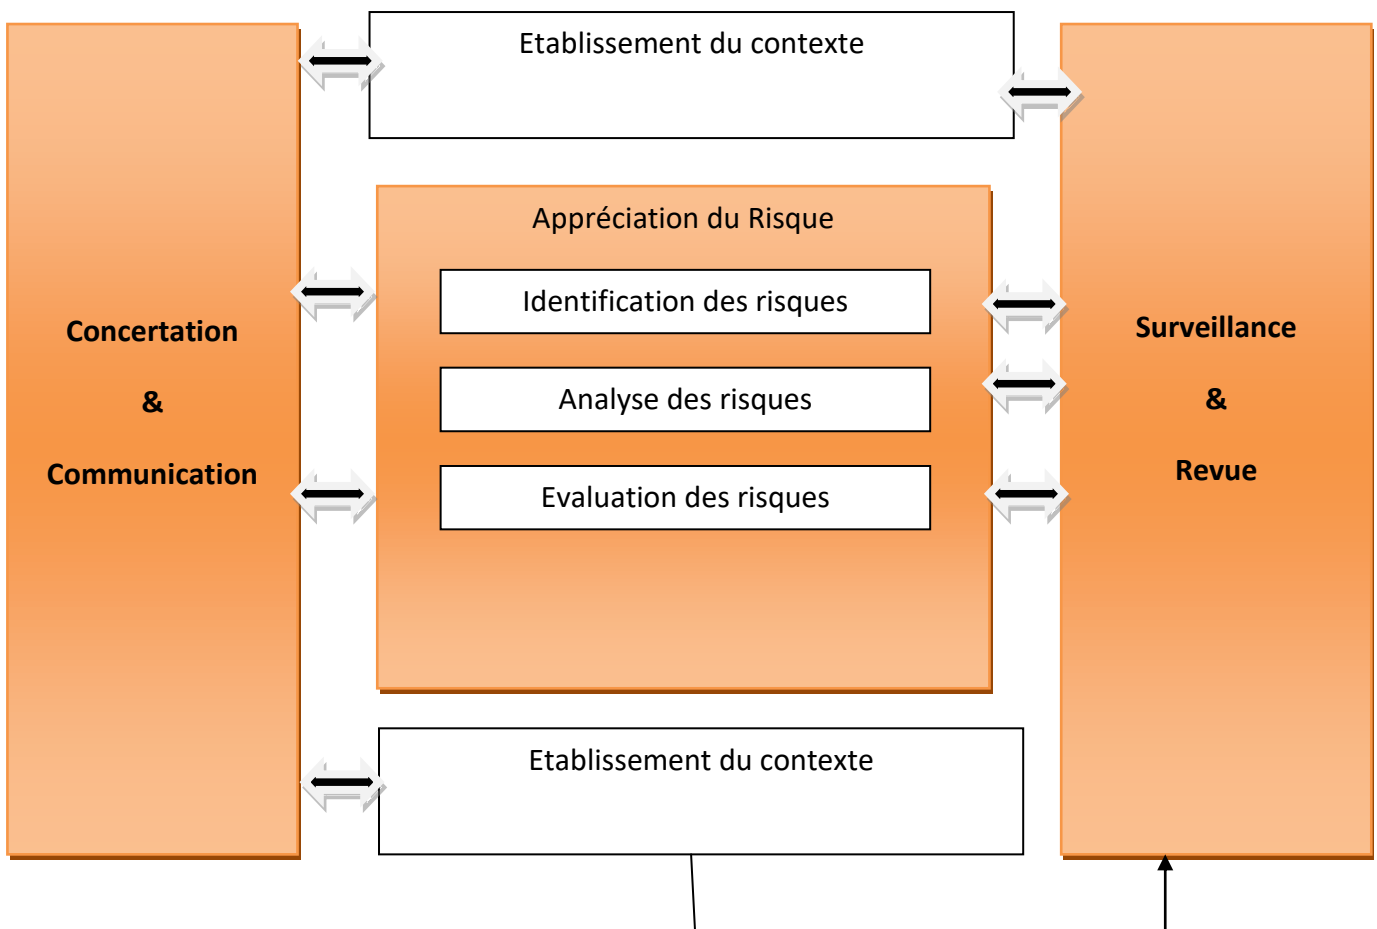 Etablissement du contexte
Appréciation du Risque
Identification des risques
Analyse des risques
Evaluation des risques
Etablissement du contexte
Concertation
&
Communication
Surveillance
&
Revue